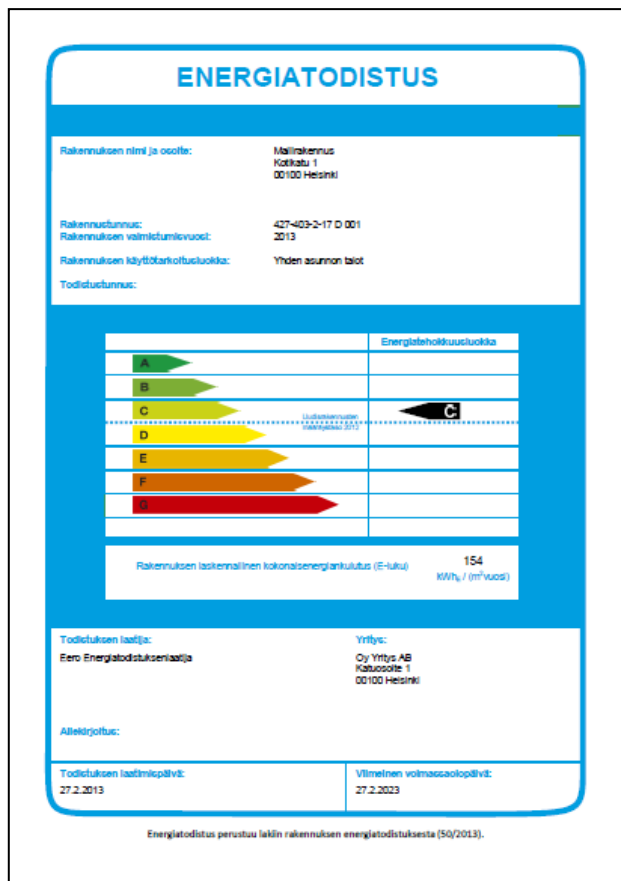 ENERGIATODISTUS
Rakennuksen nimi ja osoite:
Mallirakennus
Kotikatu 1
00100 Helsinki
Rakennustunnus:
427-403-2-17 D 001
Rakennuksen valmistumisvuosi:
2013
Rakennuksen käyttötarkoitusluokka:
Yhden asunnon talot
Todistustunnus:
Energiatehokkuusluokka
A
B
C
Uudisrakennusten
määräystaso 2012
C
D
E
F
G
Rakennuksen laskennallinen kokonaisenergiankulutus (E-luku)
154
kWhE / (m²vuosi)
Todistuksen laatija:
Eero Energiatodistuksenlaatija
Yritys:
Oy Yritys AB
Katuosoite 1
00100 Helsinki
Allekirjoitus:
Todistuksen laatimispäivä:
27.2.2013
Viimeinen voimassaolopäivä:
27.2.2023
Energiatodistus perustuu lakiin rakennuksen energiatodistuksesta (50/2013).